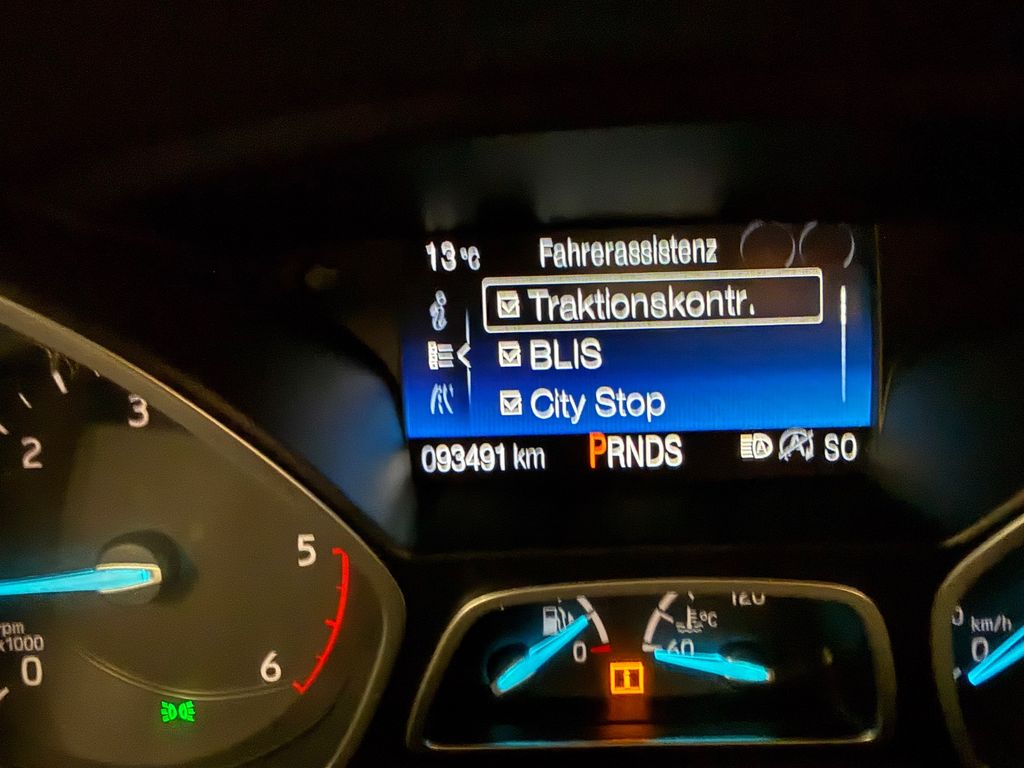 13 °C Fahrerassistenz
Traktionskontr.
BLIS
City Stop
093491 km PRNDS A A SO
2
3
5
6
rpm
x1000
0
0
60
120
°C
km/h
0